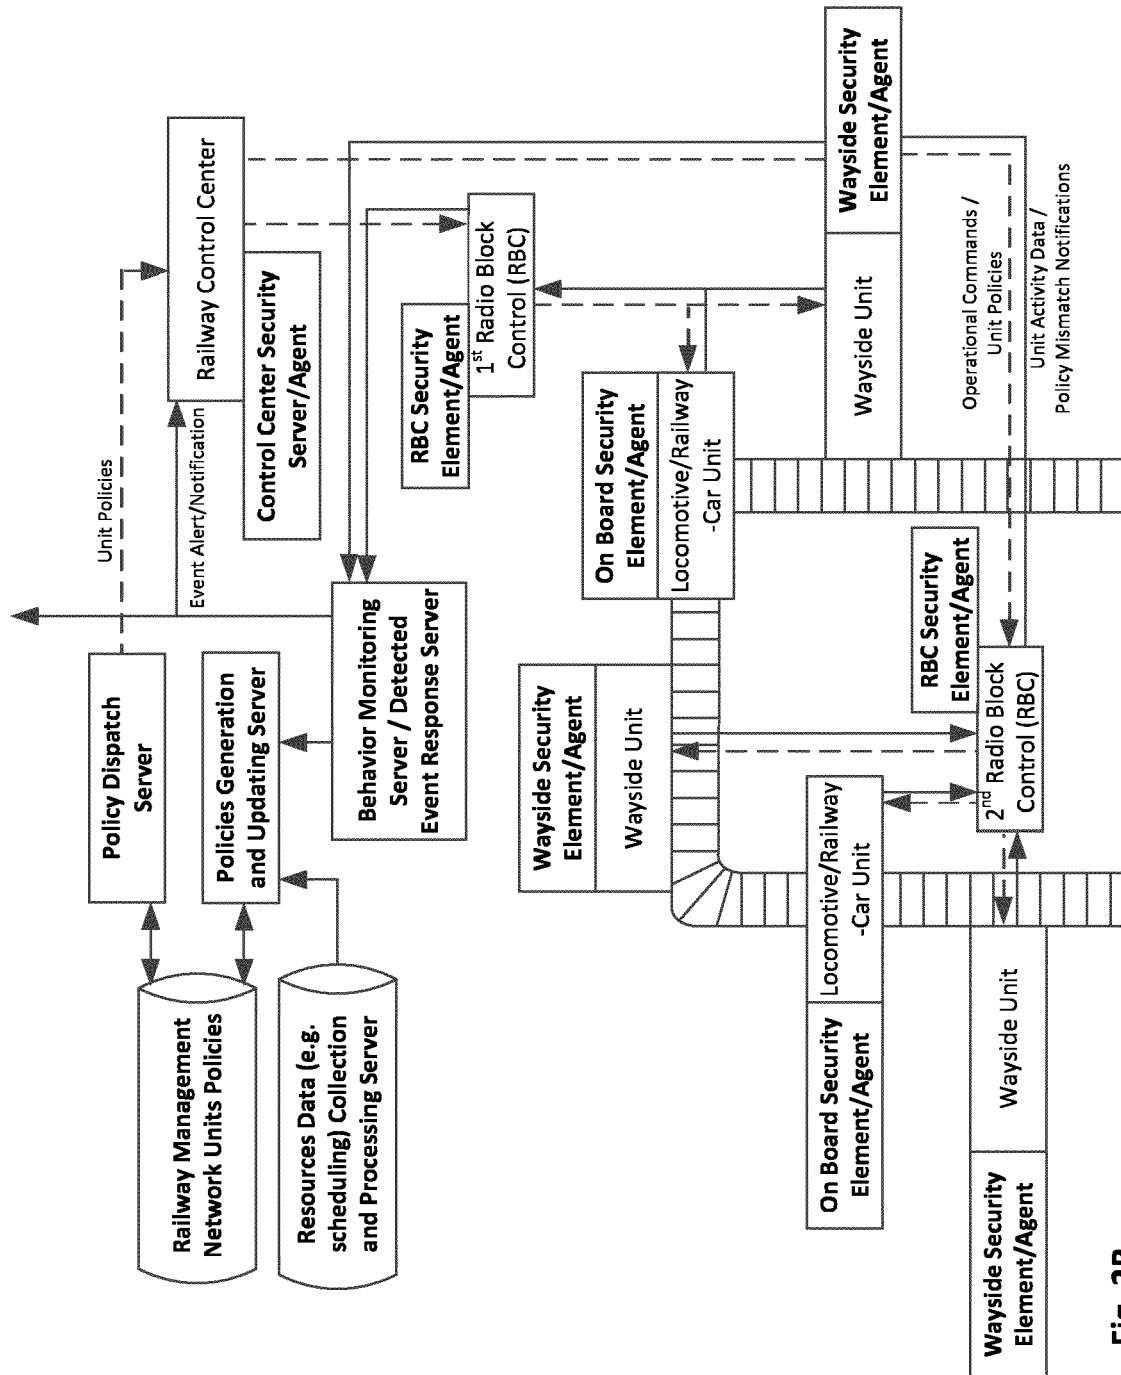 Policy Dispatch
Server
Unit Policies
Railway Management
Network Units Policies
Policies Generation
and Updating Server
Event Alert/Notification
Railway Control Center
Control Center Security
Server/Agent
Resources Data (e.g.
scheduling) Collection
and Processing Server
Behavior Monitoring
Server / Detected
Event Response Server
RBC Security
Element/Agent
1st Radio Block
Control (RBC)
Wayside Security
Element/Agent
Wayside Unit
On Board Security
Element/Agent
Locomotive/Railway
-Car Unit
On Board Security
Element/Agent
Locomotive/Railway
-Car Unit
Wayside Unit
Wayside Security
Element/Agent
Wayside Security
Element/Agent
Wayside Unit
2nd Radio Block
Control (RBC)
RBC Security
Element/Agent
Operational Commands /
Unit Policies
Unit Activity Data /
Policy Mismatch Notifications
Fig.